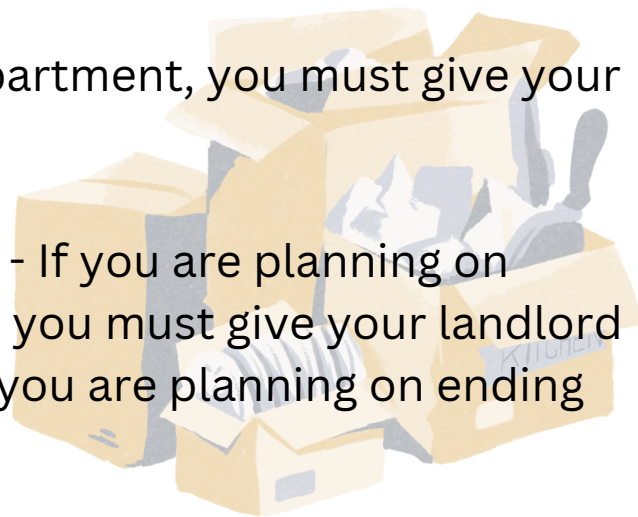 partment, you must give your
- If you are planning on
you must give your landlord
KITCHEN
you are planning on ending